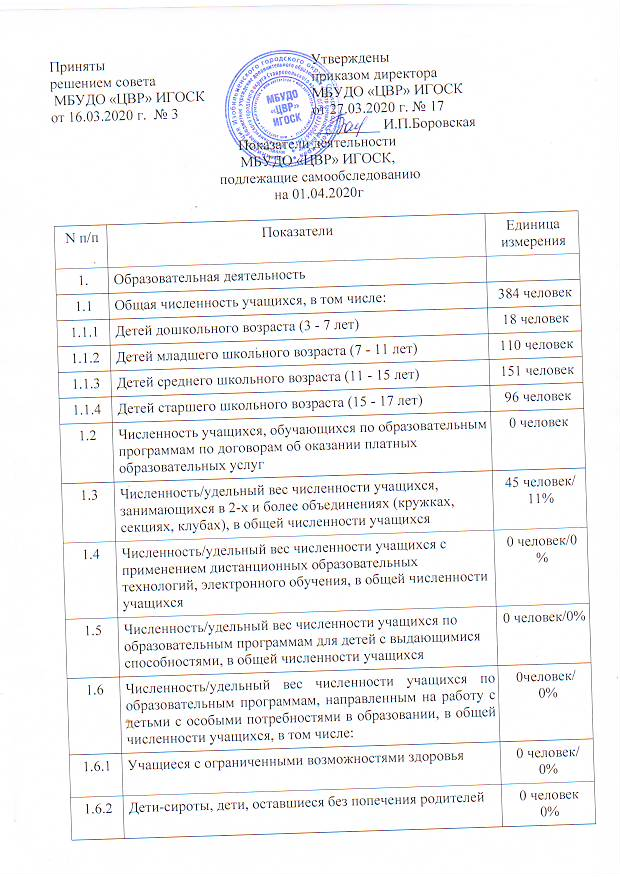 Приняты
решением совета
МБУДО «ЦВР» ИГОСК
от 16.03.2020 г. № 3
Утверждены
приказом директора
МБУДО «ЦВР» ИГОСК
от 27.03.2020 г. № 17
И.П.Боровская
МБУДО
«ЦВР»
ИГОСК
Показатели деятельности
МБУДО «ЦВР» ИГОСК,
подлежащие самообследованию
на 01.04.2020г
N п/п Показатели Единица
измерения
1. Образовательная деятельность
1.1 Общая численность учащихся, в том числе: 384 человек
1.1.1 Детей дошкольного возраста (3 - 7 лет) 18 человек
1.1.2 Детей младшего школьного возраста (7 - 11 лет) 110 человек
1.1.3 Детей среднего школьного возраста (11 - 15 лет) 151 человек
1.1.4 Детей старшего школьного возраста (15 - 17 лет) 96 человек
1.2 Численность учащихся, обучающихся по образовательным 0 человек
программам по договорам об оказании платных
образовательных услуг
1.3 Численность/удельный вес численности учащихся, 45 человек/
занимающихся в 2-х и более объединениях (кружках, 11%
секциях, клубах), в общей численности учащихся
1.4 Численность/удельный вес численности учащихся с 0 человек/0
применением дистанционных образовательных %
технологий, электронного обучения, в общей численности
учащихся
1.5 Численность/удельный вес численности учащихся по 0 человек/0%
образовательным программам для детей с выдающимися
способностями, в общей численности учащихся
1.6 Численность/удельный вес численности учащихся по 0человек/
образовательным программам, направленным на работу с 0%
детьми с особыми потребностями в образовании, в общей
численности учащихся, в том числе:
1.6.1 Учащиеся с ограниченными возможностями здоровья 0 человек/
0%
1.6.2 Дети-сироты, дети, оставшиеся без попечения родителей 0 человек
0%